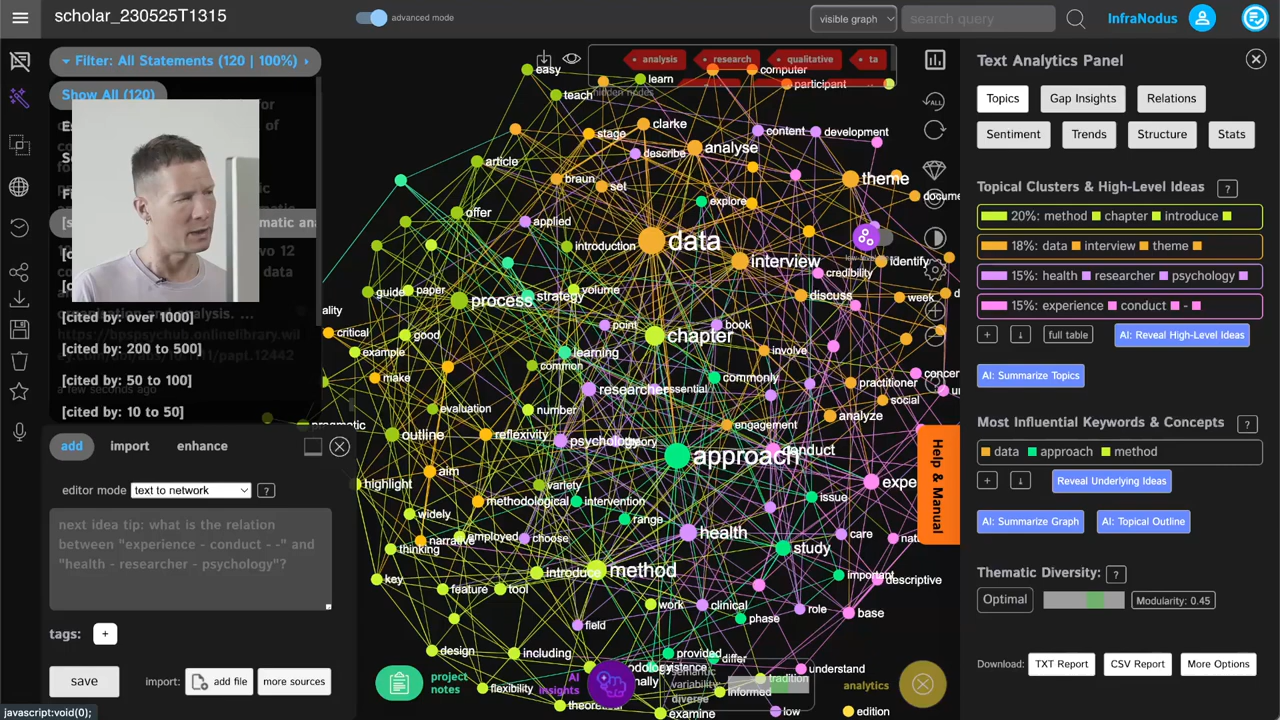 scholar_230525T1315
advanced mode
visible graph
search query
InfraNodus
Filter: All Statements (120 | 100%)
Show All (120)
[cited by: over 1000]
[cited by: 200 to 500]
[cited by: 50 to 100]
[cited by: 10 to 50]
a few seconds ago
add
import
enhance
editor mode
text to network
?
next idea tip: what is the relation
between "experience - conduct - -" and
"health - researcher - psychology"?
tags:
+
save
import:
add file
more sources
javascript:void(0);
analysis
research
qualitative
ta
hidden nodes
easy
learn
computer
participant
teach
stage
clarke
content
development
describe
analyse
article
braun
set
theme
explore
offer
applied
introduction
data
interview
identify
credibility
guide
paper
process
strategy
volume
discuss
week
critical
good
point
book
chapter
example
learning
common
involve
make
researcher
essential
commonly
practitioner
social
evaluation
number
analyze
outline
reflexivity
psychology
engagement
approach
conduct
aim
highlight
variety
methodological
intervention
issue
widely
range
narrative
employed
choose
health
care
thinking
study
introduce
method
important
descriptive
key
feature
tool
work
clinical
role
base
phase
field
design
including
provided
differ
understand
semantic
variability:
diverse
tradition
informed
flexibility
examine
low
edition
project
notes
AI
insights
analytics
Help & Manual
Text Analytics Panel
Topics
Gap Insights
Relations
Sentiment
Trends
Structure
Stats
Topical Clusters & High-Level Ideas
?
20%: method chapter introduce
18%: data interview theme
15%: health researcher psychology
15%: experience conduct -
+
↓
full table
AI: Reveal High-Level Ideas
AI: Summarize Topics
Most Influential Keywords & Concepts
?
data approach method
+
↓
Reveal Underlying Ideas
AI: Summarize Graph
AI: Topical Outline
Thematic Diversity:
?
Optimal
Modularity: 0.45
Download:
TXT Report
CSV Report
More Options